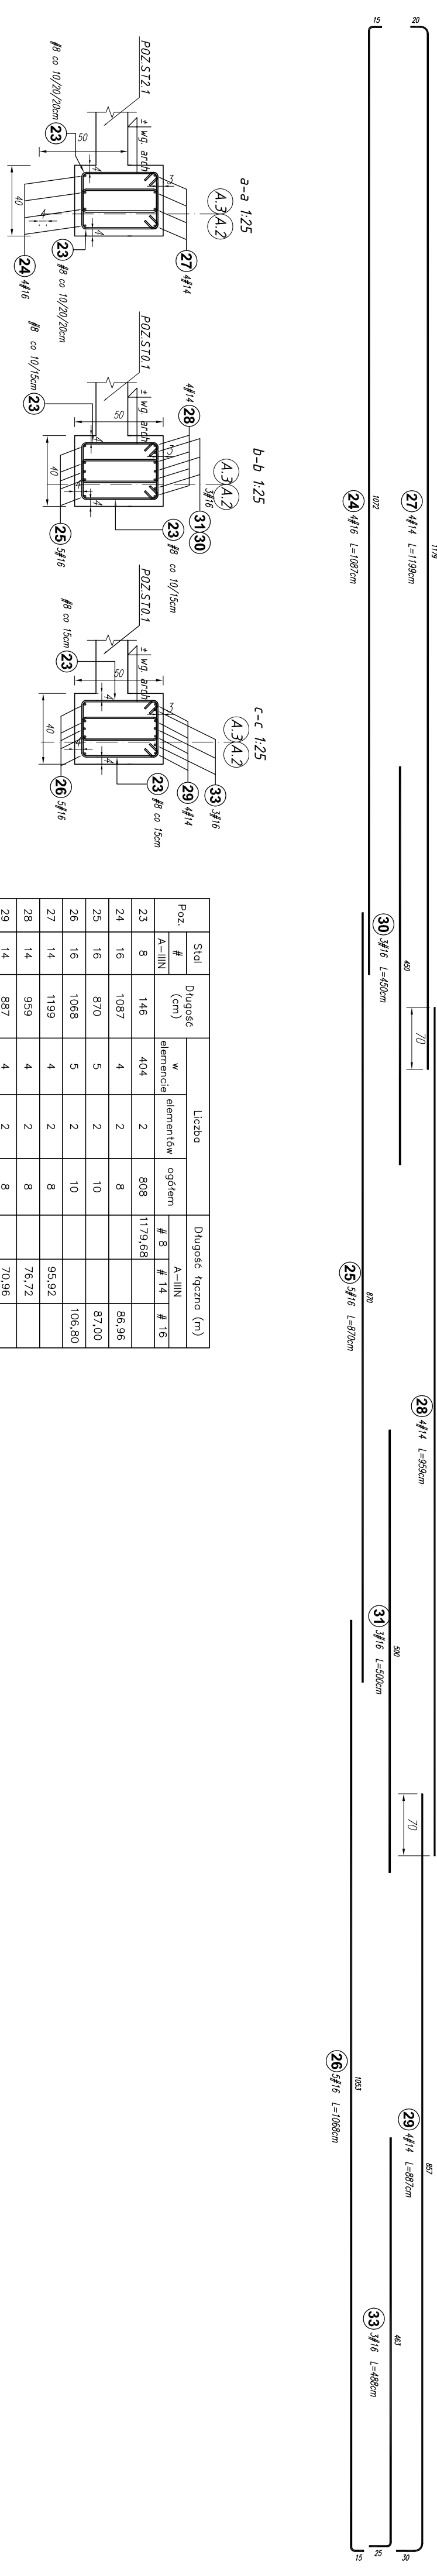 20
1179
27 4#14 L=1199cm
15
1072
24 4#16 L=1087cm
450
30 3#16 L=450cm
70
870
25 5#16 L=870cm
28 4#14 L=959cm
500
31 3#16 L=500cm
70
1053
26 5#16 L=1068cm
857
29 4#14 L=887cm
463
33 3#16 L=488cm
15
25
30
a-a 1:25
A.3 A.2
27 4#14
± wg. arch
POZ.ST2.1
3
4
50
23
#8 co 10/20/20cm
4
4
40
23 #8 co 10/20/20cm
24 4#16
b-b 1:25
A.3 A.2
31 30
3#16
28
4#14
± wg. arch
POZ.ST0.1
3
4
50
23
#8 co 10/15cm
4
4
40
23 #8 co 10/15cm
25 5#16
c-c 1:25
A.3 A.2
33 3#16
29 4#14
± wg. arch
POZ.ST0.1
3
4
50
23
#8 co 15cm
4
4
40
23 #8 co 15cm
26 5#16
Poz. Stal Długość (cm) Liczba Długość łączna (m)
# A-IIIN w elemencie elementów ogółem A-IIIN
# 8 # 14 # 16
23 8 146 404 2 808 1179,68
24 16 1087 4 2 8 86,96
25 16 870 5 2 10 87,00
26 16 1068 5 2 10 106,80
27 14 1199 4 2 8 95,92
28 14 959 4 2 8 76,72
29 14 887 4 2 8 70,96